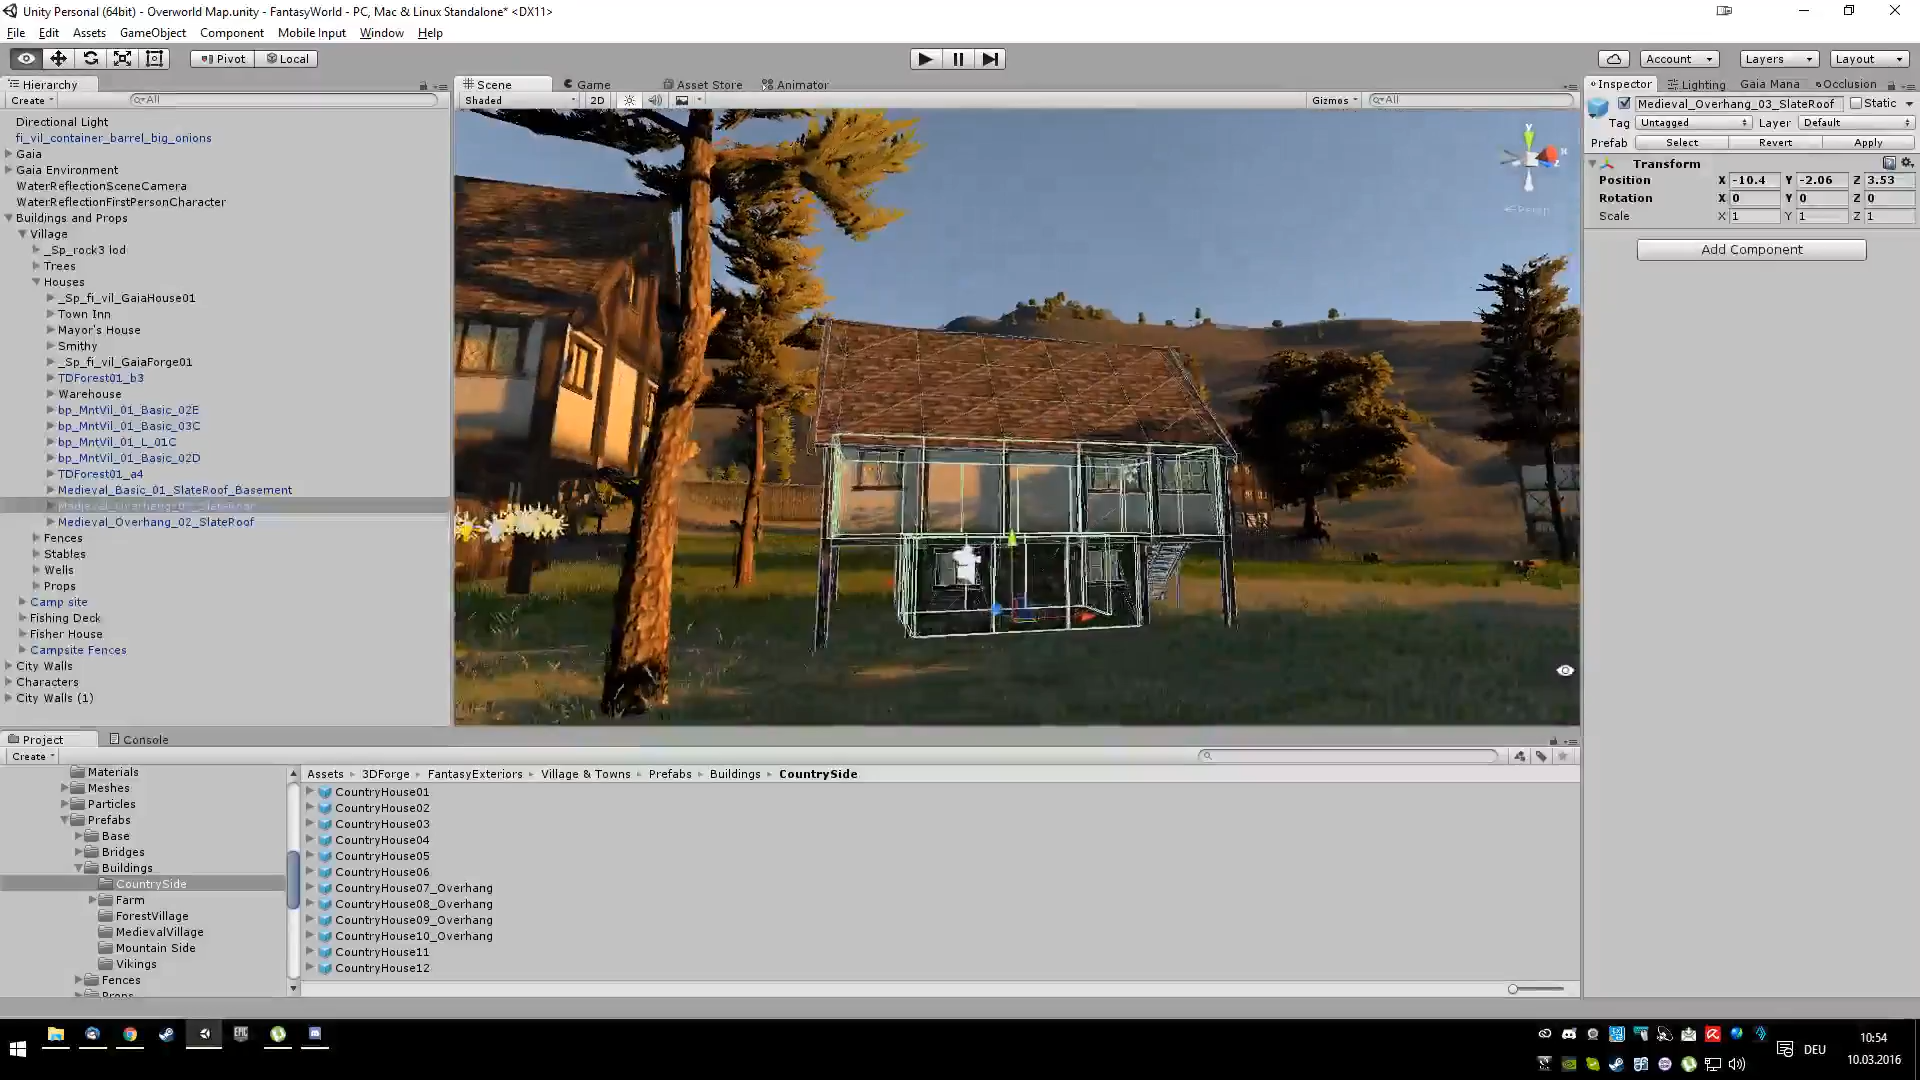 Unity Personal (64bit) - Overworld Map.unity - FantasyWorld - PC, Mac & Linux Standalone* <DX11>
File Edit Assets GameObject Component Mobile Input Window Help
Pivot Local Account Layers Layout
Hierarchy
Create All
Directional Light
fi_vil_container_barrel_big_onions
Gaia
Gaia Environment
WaterReflectionSceneCamera
WaterReflectionFirstPersonCharacter
Buildings and Props
Village
_Sp_rock3 lod
Trees
Houses
_Sp_fi_vil_GaiaHouse01
Town Inn
Mayor's House
Smithy
_Sp_fi_vil_GaiaForge01
TDForest01_b3
Warehouse
bp_MntVil_01_Basic_02E
bp_MntVil_01_Basic_03C
bp_MntVil_01_L_01C
bp_MntVil_01_Basic_02D
TDForest01_a4
Medieval_Basic_01_SlateRoof_Basement
Medieval_Overhang_03_SlateRoof
Medieval_Overhang_02_SlateRoof
Fences
Stables
Wells
Props
Camp site
Fishing Deck
Fisher House
Campsite Fences
City Walls
Characters
City Walls (1)
Scene Game Asset Store Animator
Shaded 2D Gizmos All
Persp
Inspector Lighting Gaia Mana Occlusion
Medieval_Overhang_03_SlateRoof Static
Tag Untagged Layer Default
Prefab Select Revert Apply
Transform
Position X -10.4 Y -2.06 Z 3.53
Rotation X 0 Y 0 Z 0
Scale X 1 Y 1 Z 1
Add Component
Project Console
Create
Materials
Meshes
Particles
Prefabs
Base
Bridges
Buildings
CountrySide
Farm
ForestVillage
MedievalVillage
Mountain Side
Vikings
Fences
Props
Assets 3DForge FantasyExteriors Village & Towns Prefabs Buildings CountrySide
CountryHouse01
CountryHouse02
CountryHouse03
CountryHouse04
CountryHouse05
CountryHouse06
CountryHouse07_Overhang
CountryHouse08_Overhang
CountryHouse09_Overhang
CountryHouse10_Overhang
CountryHouse11
CountryHouse12
EPIC
DEU
10:54
10.03.2016